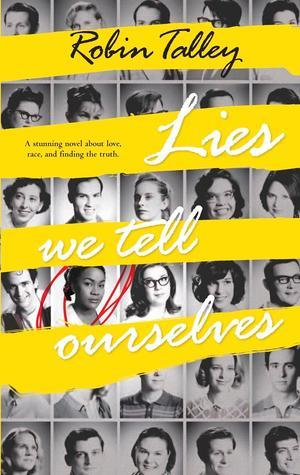 Robin Talley
A stunning novel about love,
race, and finding the truth.
Lies
we tell
ourselves